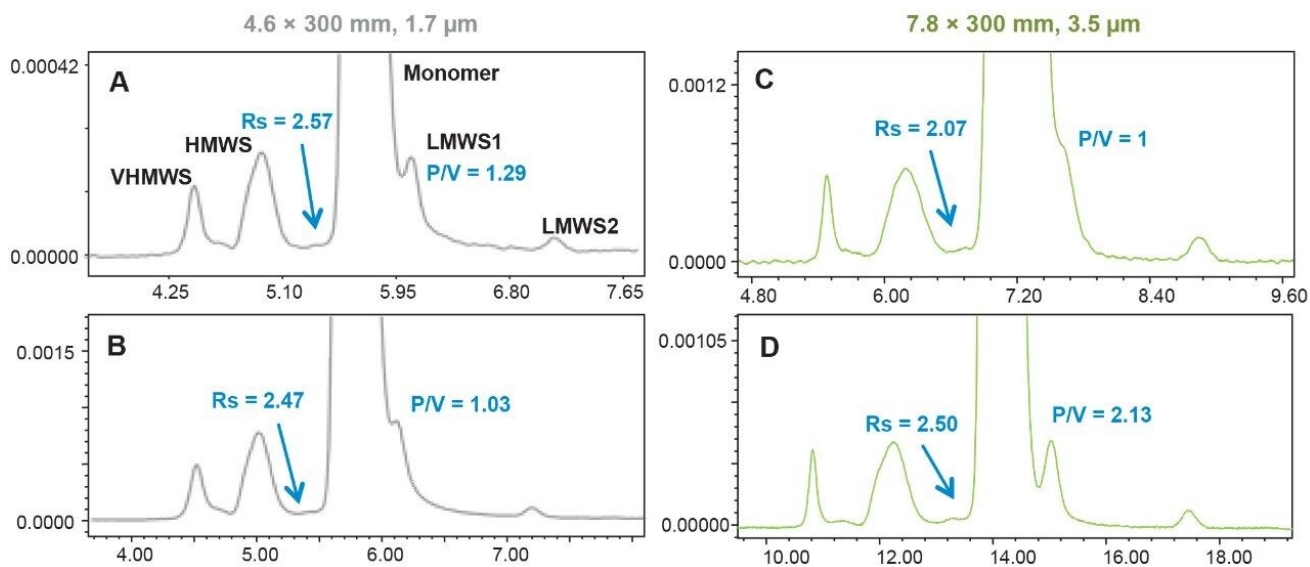 4.6 × 300 mm, 1.7 µm
0.00042
A
Monomer
Rs = 2.57
HMWS
LMWS1
VHMWS
P/V = 1.29
LMWS2
0.00000
4.25 5.10 5.95 6.80 7.65
B
0.0015
Rs = 2.47
P/V = 1.03
0.0000
4.00 5.00 6.00 7.00
7.8 × 300 mm, 3.5 µm
C
0.0012
Rs = 2.07
P/V = 1
0.0000
4.80 6.00 7.20 8.40 9.60
D
0.00105
Rs = 2.50
P/V = 2.13
0.00000
10.00 12.00 14.00 16.00 18.00